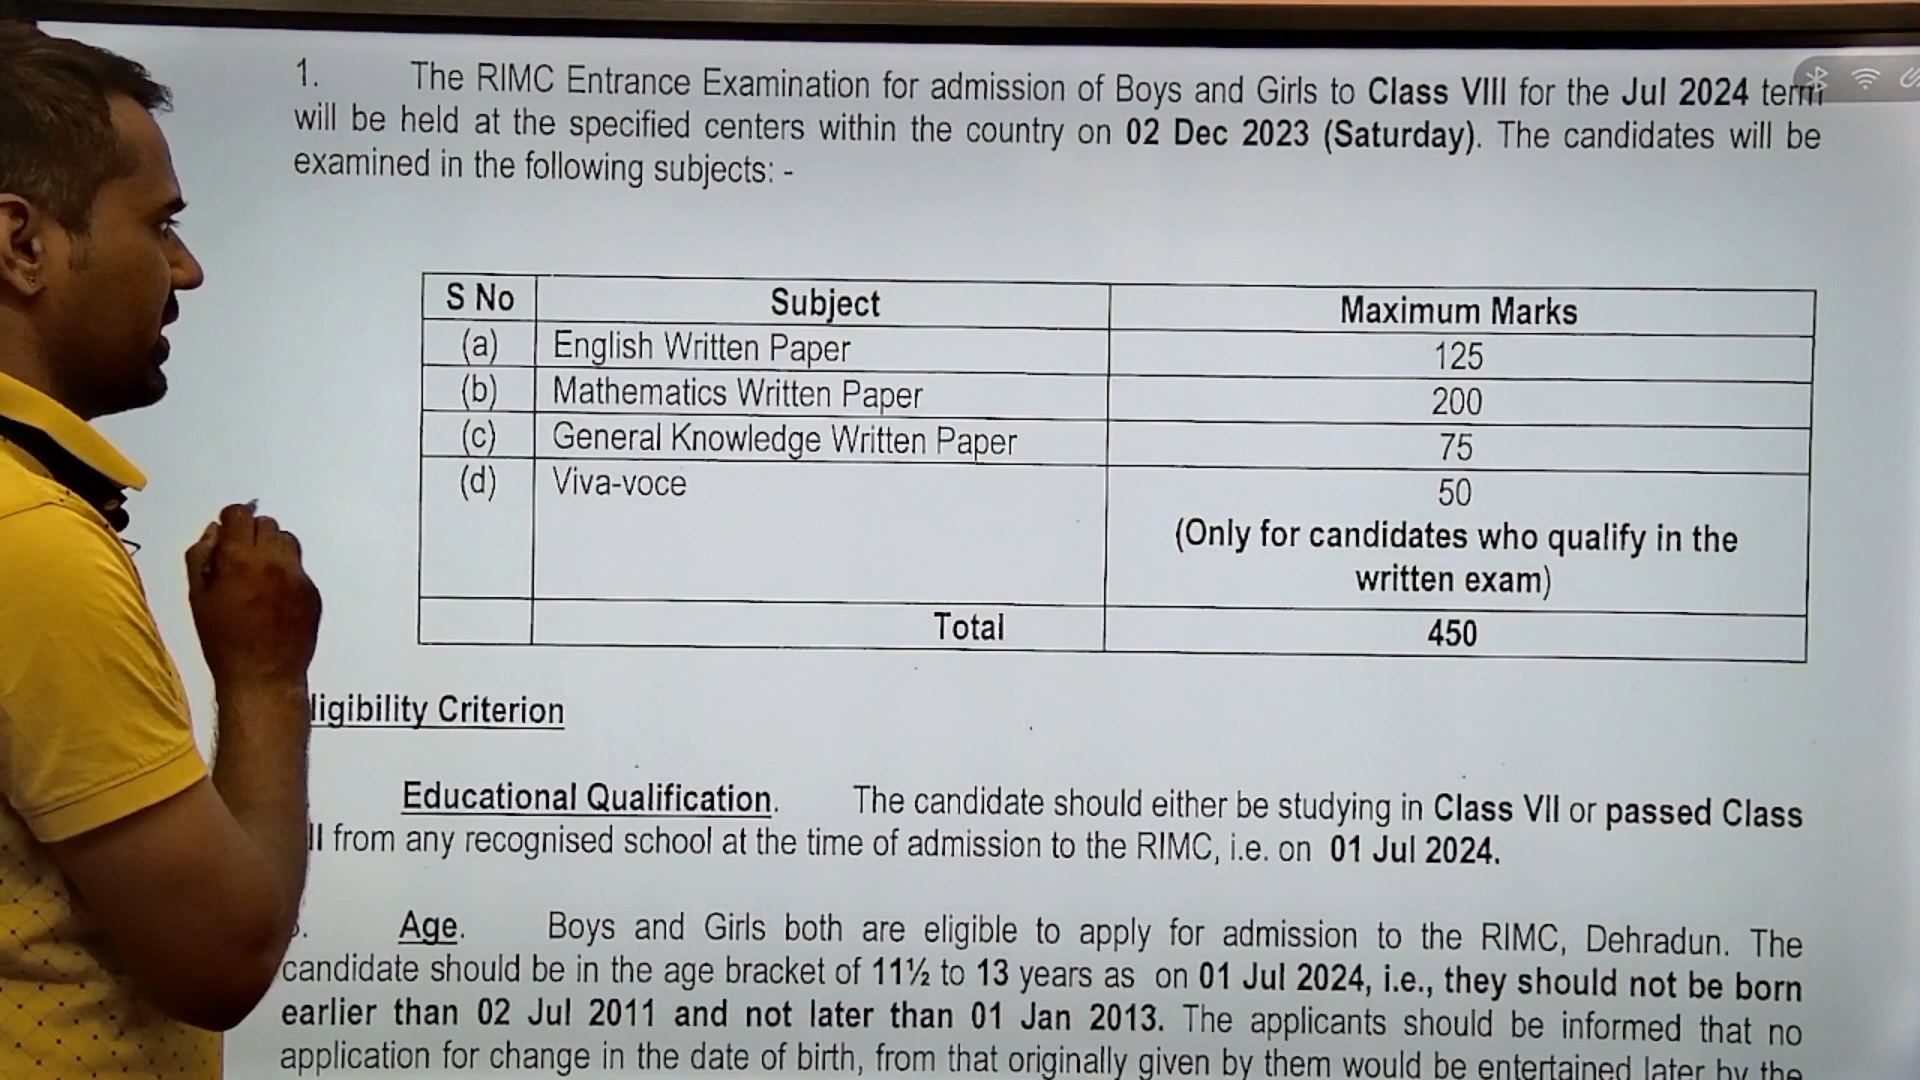 1. The RIMC Entrance Examination for admission of Boys and Girls to Class VIII for the Jul 2024 term
will be held at the specified centers within the country on 02 Dec 2023 (Saturday). The candidates will be
examined in the following subjects: -
S No Subject Maximum Marks
(a) English Written Paper 125
(b) Mathematics Written Paper 200
(c) General Knowledge Written Paper 75
(d) Viva-voce 50
(Only for candidates who qualify in the
written exam)
Total 450
ligibility Criterion
Educational Qualification. The candidate should either be studying in Class VII or passed Class
II from any recognised school at the time of admission to the RIMC, i.e. on 01 Jul 2024.
Age. Boys and Girls both are eligible to apply for admission to the RIMC, Dehradun. The
candidate should be in the age bracket of 11½ to 13 years as on 01 Jul 2024, i.e., they should not be born
earlier than 02 Jul 2011 and not later than 01 Jan 2013. The applicants should be informed that no
application for change in the date of birth, from that originally given by them would be entertained later by the